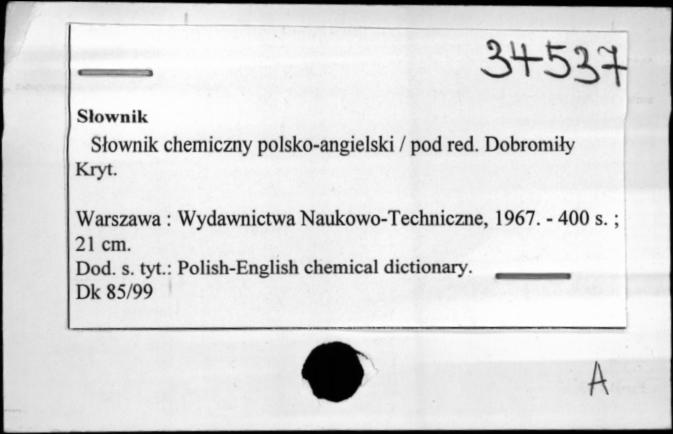 34537
Słownik
Słownik chemiczny polsko-angielski / pod red. Dobromiły
Kryt.
Warszawa : Wydawnictwa Naukowo-Techniczne, 1967. - 400 s. ;
21 cm.
Dod. s. tyt.: Polish-English chemical dictionary.
Dk 85/99
A